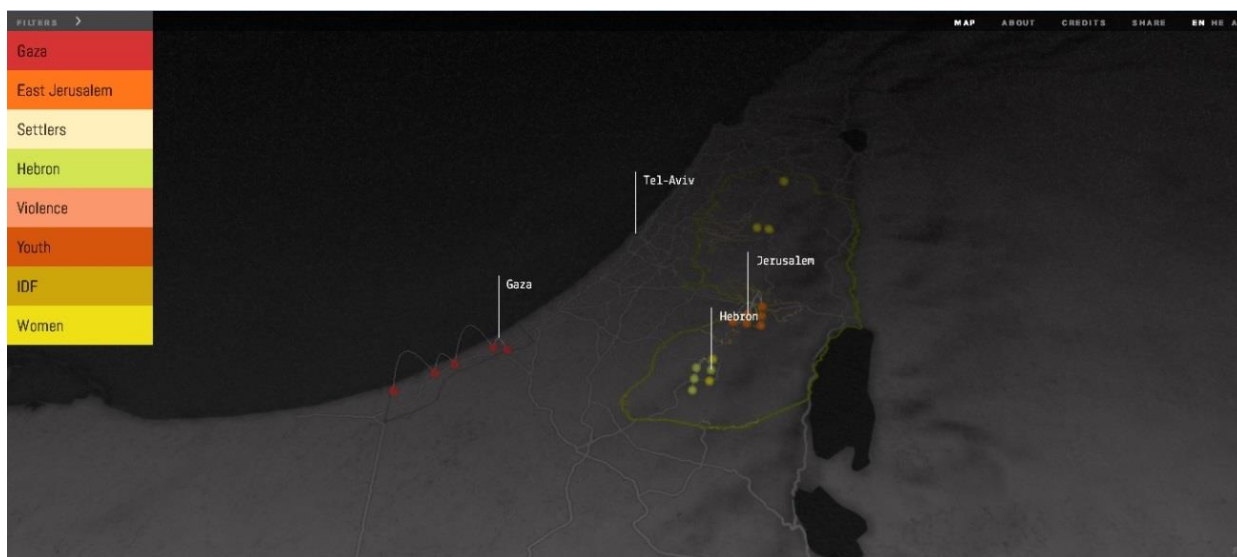 FILTERS >
MAP ABOUT CREDITS SHARE EN HE A
Gaza
East Jerusalem
Settlers
Hebron
Violence
Youth
IDF
Women
Tel-Aviv
Jerusalem
Gaza
Hebron